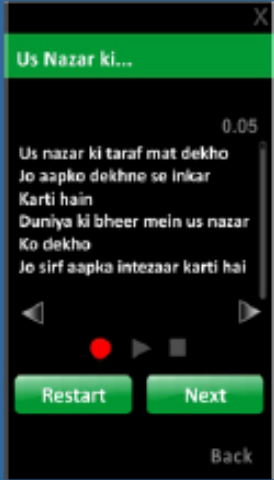 X
Us Nazar ki...
0.05
Us nazar ki taraf mat dekho
Jo aapko dekhne se inkar
Karti hain
Duniya ki bheer mein us nazar
Ko dekho
Jo sirf aapka intezaar karti hai
Restart
Next
Back